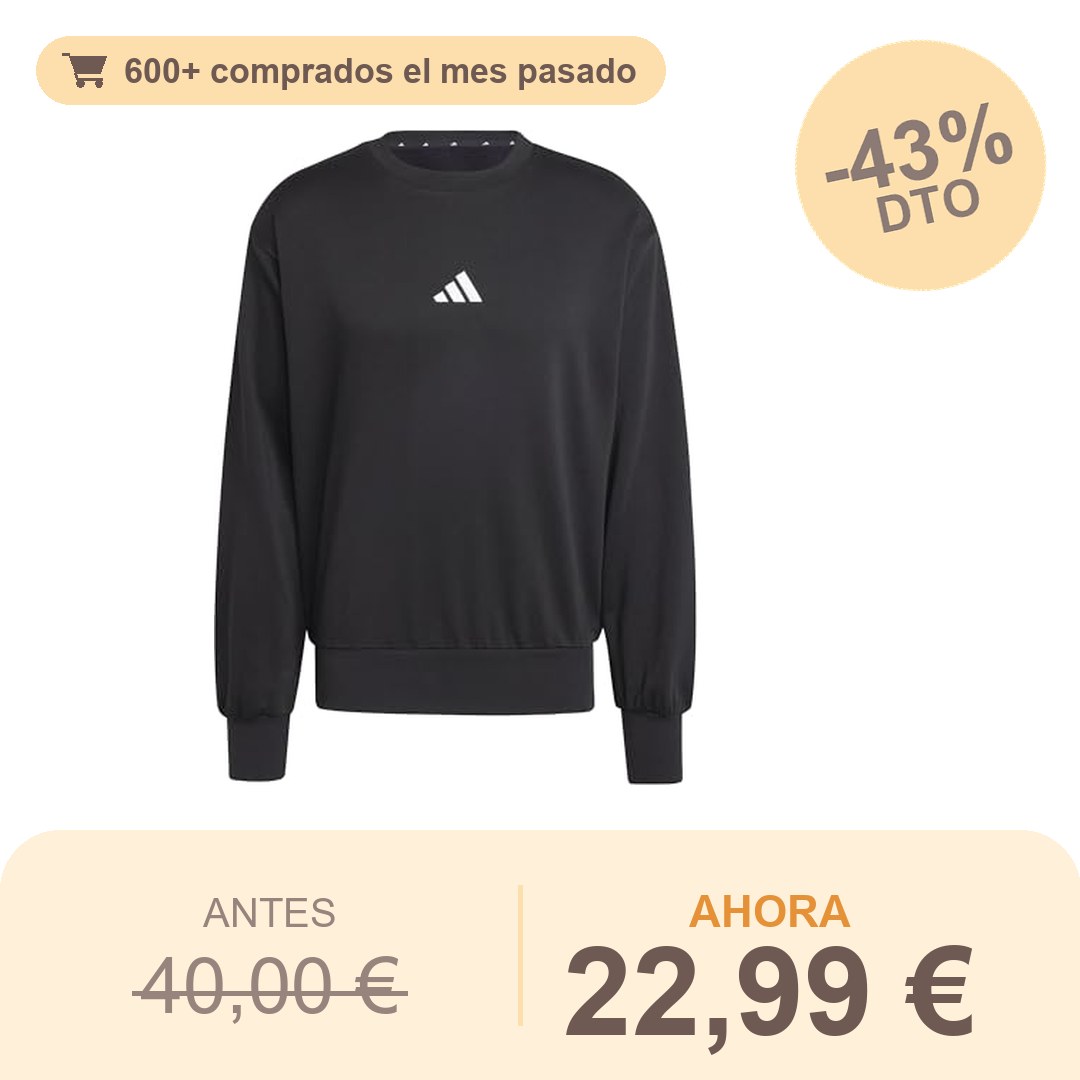 600+ comprados el mes pasado
-43%
DTO
ANTES
40,00 €
AHORA
22,99 €